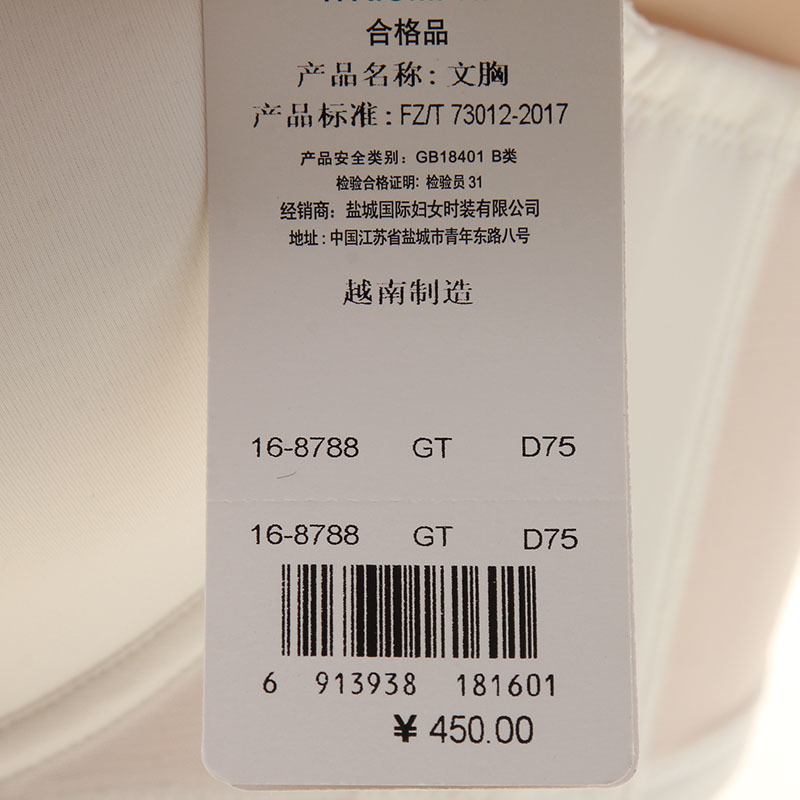 合格品
产品名称: 文胸
产品标准: FZ/T 73012-2017
产品安全类别: GB18401 B类
检验合格证明: 检验员 31
经销商: 盐城国际妇女时装有限公司
地址: 中国江苏省盐城市青年东路八号
越南制造
16-8788 GT D75
16-8788 GT D75
6 913938 181601
¥ 450.00